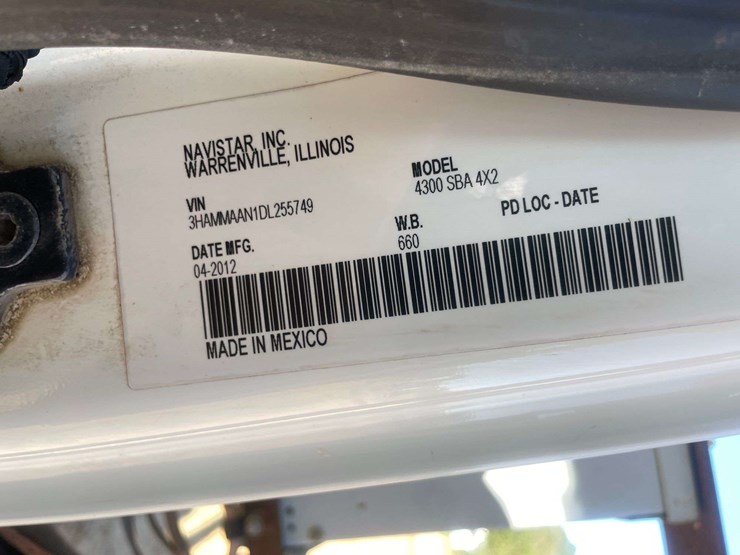 NAVISTAR, INC.
WARRENVILLE, ILLINOIS
VIN
3HAMMAAN1DL255749
DATE MFG.
04-2012
MODEL
4300 SBA 4X2
W.B.
660
PD LOC - DATE
MADE IN MEXICO